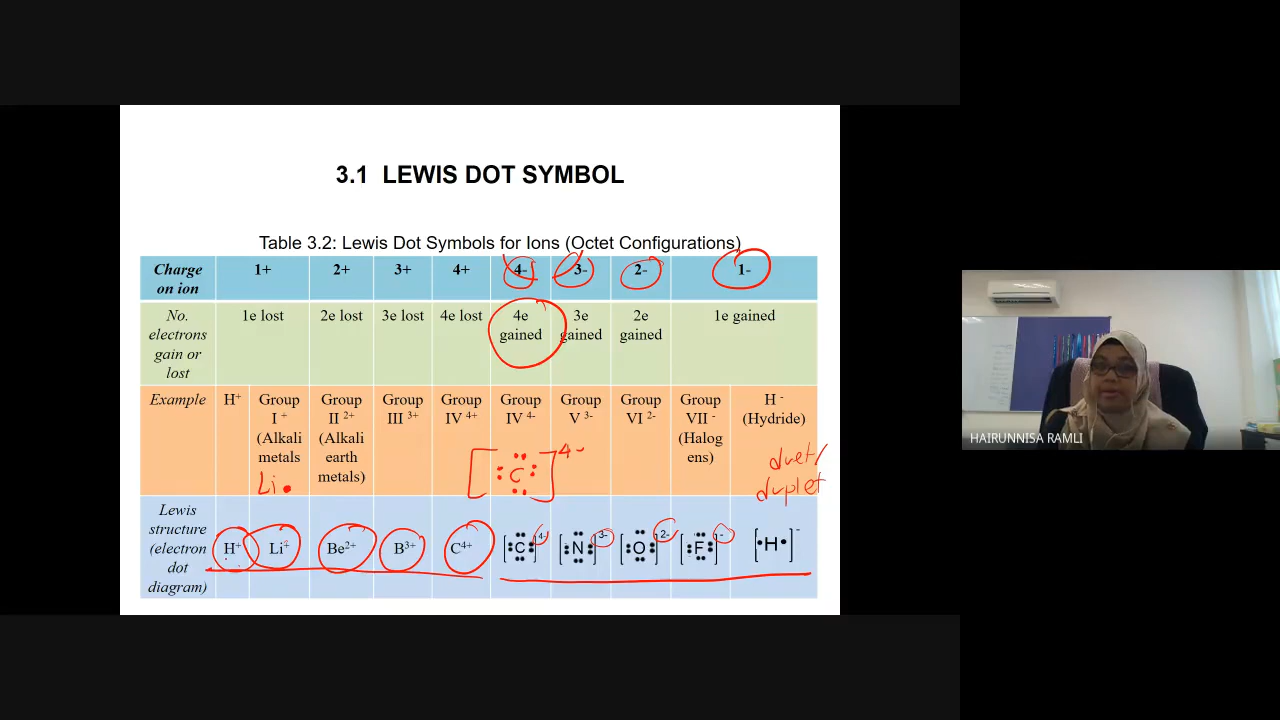 3.1 LEWIS DOT SYMBOL
Table 3.2: Lewis Dot Symbols for Ions (Octet Configurations)
Charge on ion 1+ 2+ 3+ 4+ 4- 3- 2- 1-
No. electrons gain or lost 1e lost 2e lost 3e lost 4e lost 4e gained 3e gained 2e gained 1e gained
Example H⁺ Group I ⁺ (Alkali metals Group II ²⁺ (Alkali earth metals) Group III ³⁺ Group IV ⁴⁺ Group IV ⁴⁻ Group V ³⁻ Group VI ²⁻ Group VII ⁻ (Halogens) H ⁻ (Hydride)
Li• [C]⁴⁻ duet/ duplet
Lewis structure (electron dot diagram) H⁺ Li⁺ Be²⁺ B³⁺ C⁴⁺ [C]⁴⁻ [N]³⁻ [O]²⁻ [F]⁻ [•H•]⁻
HAIRUNNISA RAMLI